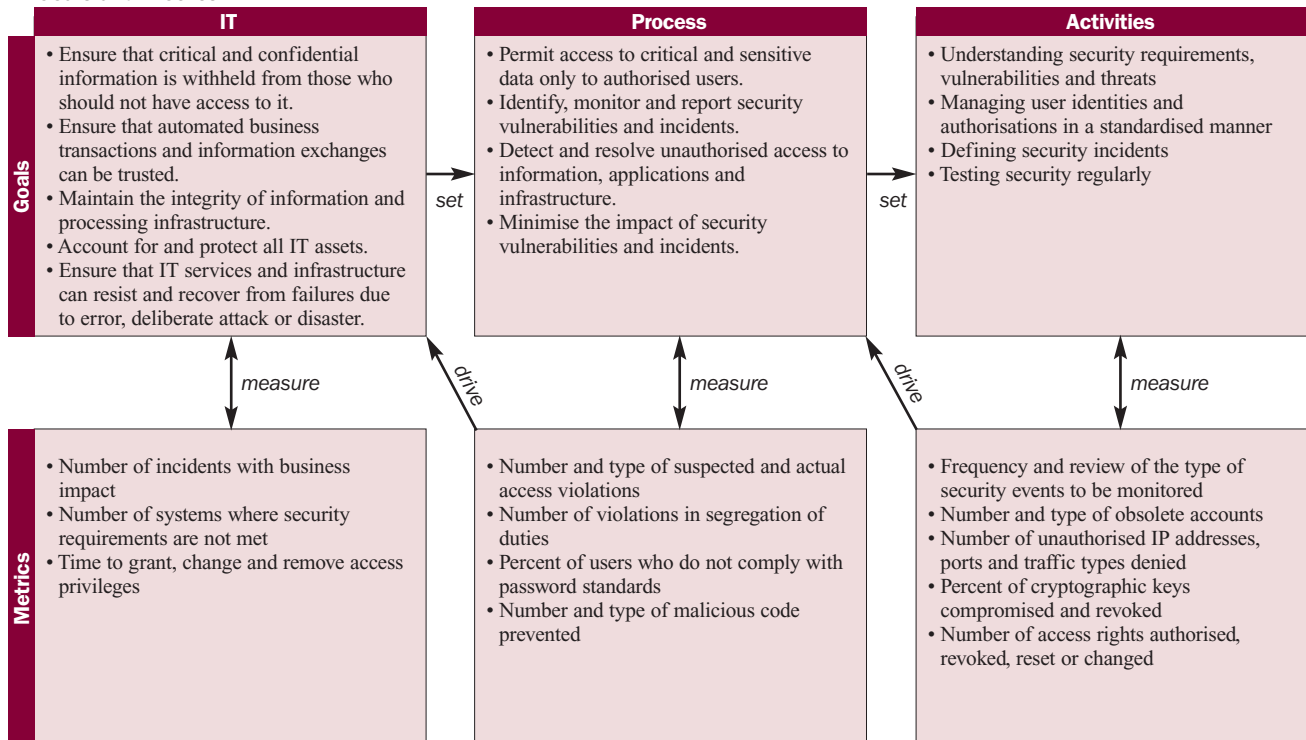 IT
Process
Activities
Goals
• Ensure that critical and confidential
information is withheld from those who
should not have access to it.
• Ensure that automated business
transactions and information exchanges
can be trusted.
• Maintain the integrity of information and
processing infrastructure.
• Account for and protect all IT assets.
• Ensure that IT services and infrastructure
can resist and recover from failures due
to error, deliberate attack or disaster.
set
• Permit access to critical and sensitive
data only to authorised users.
• Identify, monitor and report security
vulnerabilities and incidents.
• Detect and resolve unauthorised access to
information, applications and
infrastructure.
• Minimise the impact of security
vulnerabilities and incidents.
set
• Understanding security requirements,
vulnerabilities and threats
• Managing user identities and
authorisations in a standardised manner
• Defining security incidents
• Testing security regularly
measure
drive
measure
drive
measure
Metrics
• Number of incidents with business
impact
• Number of systems where security
requirements are not met
• Time to grant, change and remove access
privileges
• Number and type of suspected and actual
access violations
• Number of violations in segregation of
duties
• Percent of users who do not comply with
password standards
• Number and type of malicious code
prevented
• Frequency and review of the type of
security events to be monitored
• Number and type of obsolete accounts
• Number of unauthorised IP addresses,
ports and traffic types denied
• Percent of cryptographic keys
compromised and revoked
• Number of access rights authorised,
revoked, reset or changed